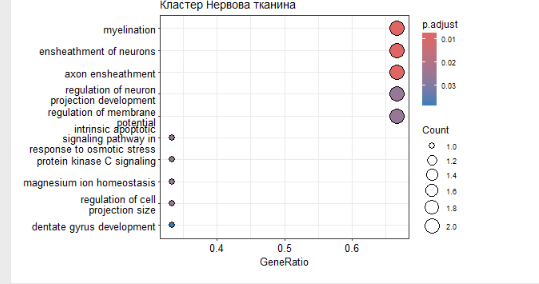 Кластер Нервова тканина
myelination
ensheathment of neurons
axon ensheathment
regulation of neuron
projection development
regulation of membrane
potential
intrinsic apoptotic
signaling pathway in
response to osmotic stress
protein kinase C signaling
magnesium ion homeostasis
regulation of cell
projection size
dentate gyrus development
0.4
0.5
0.6
GeneRatio
p.adjust
0.01
0.02
0.03
Count
1.0
1.2
1.4
1.6
1.8
2.0